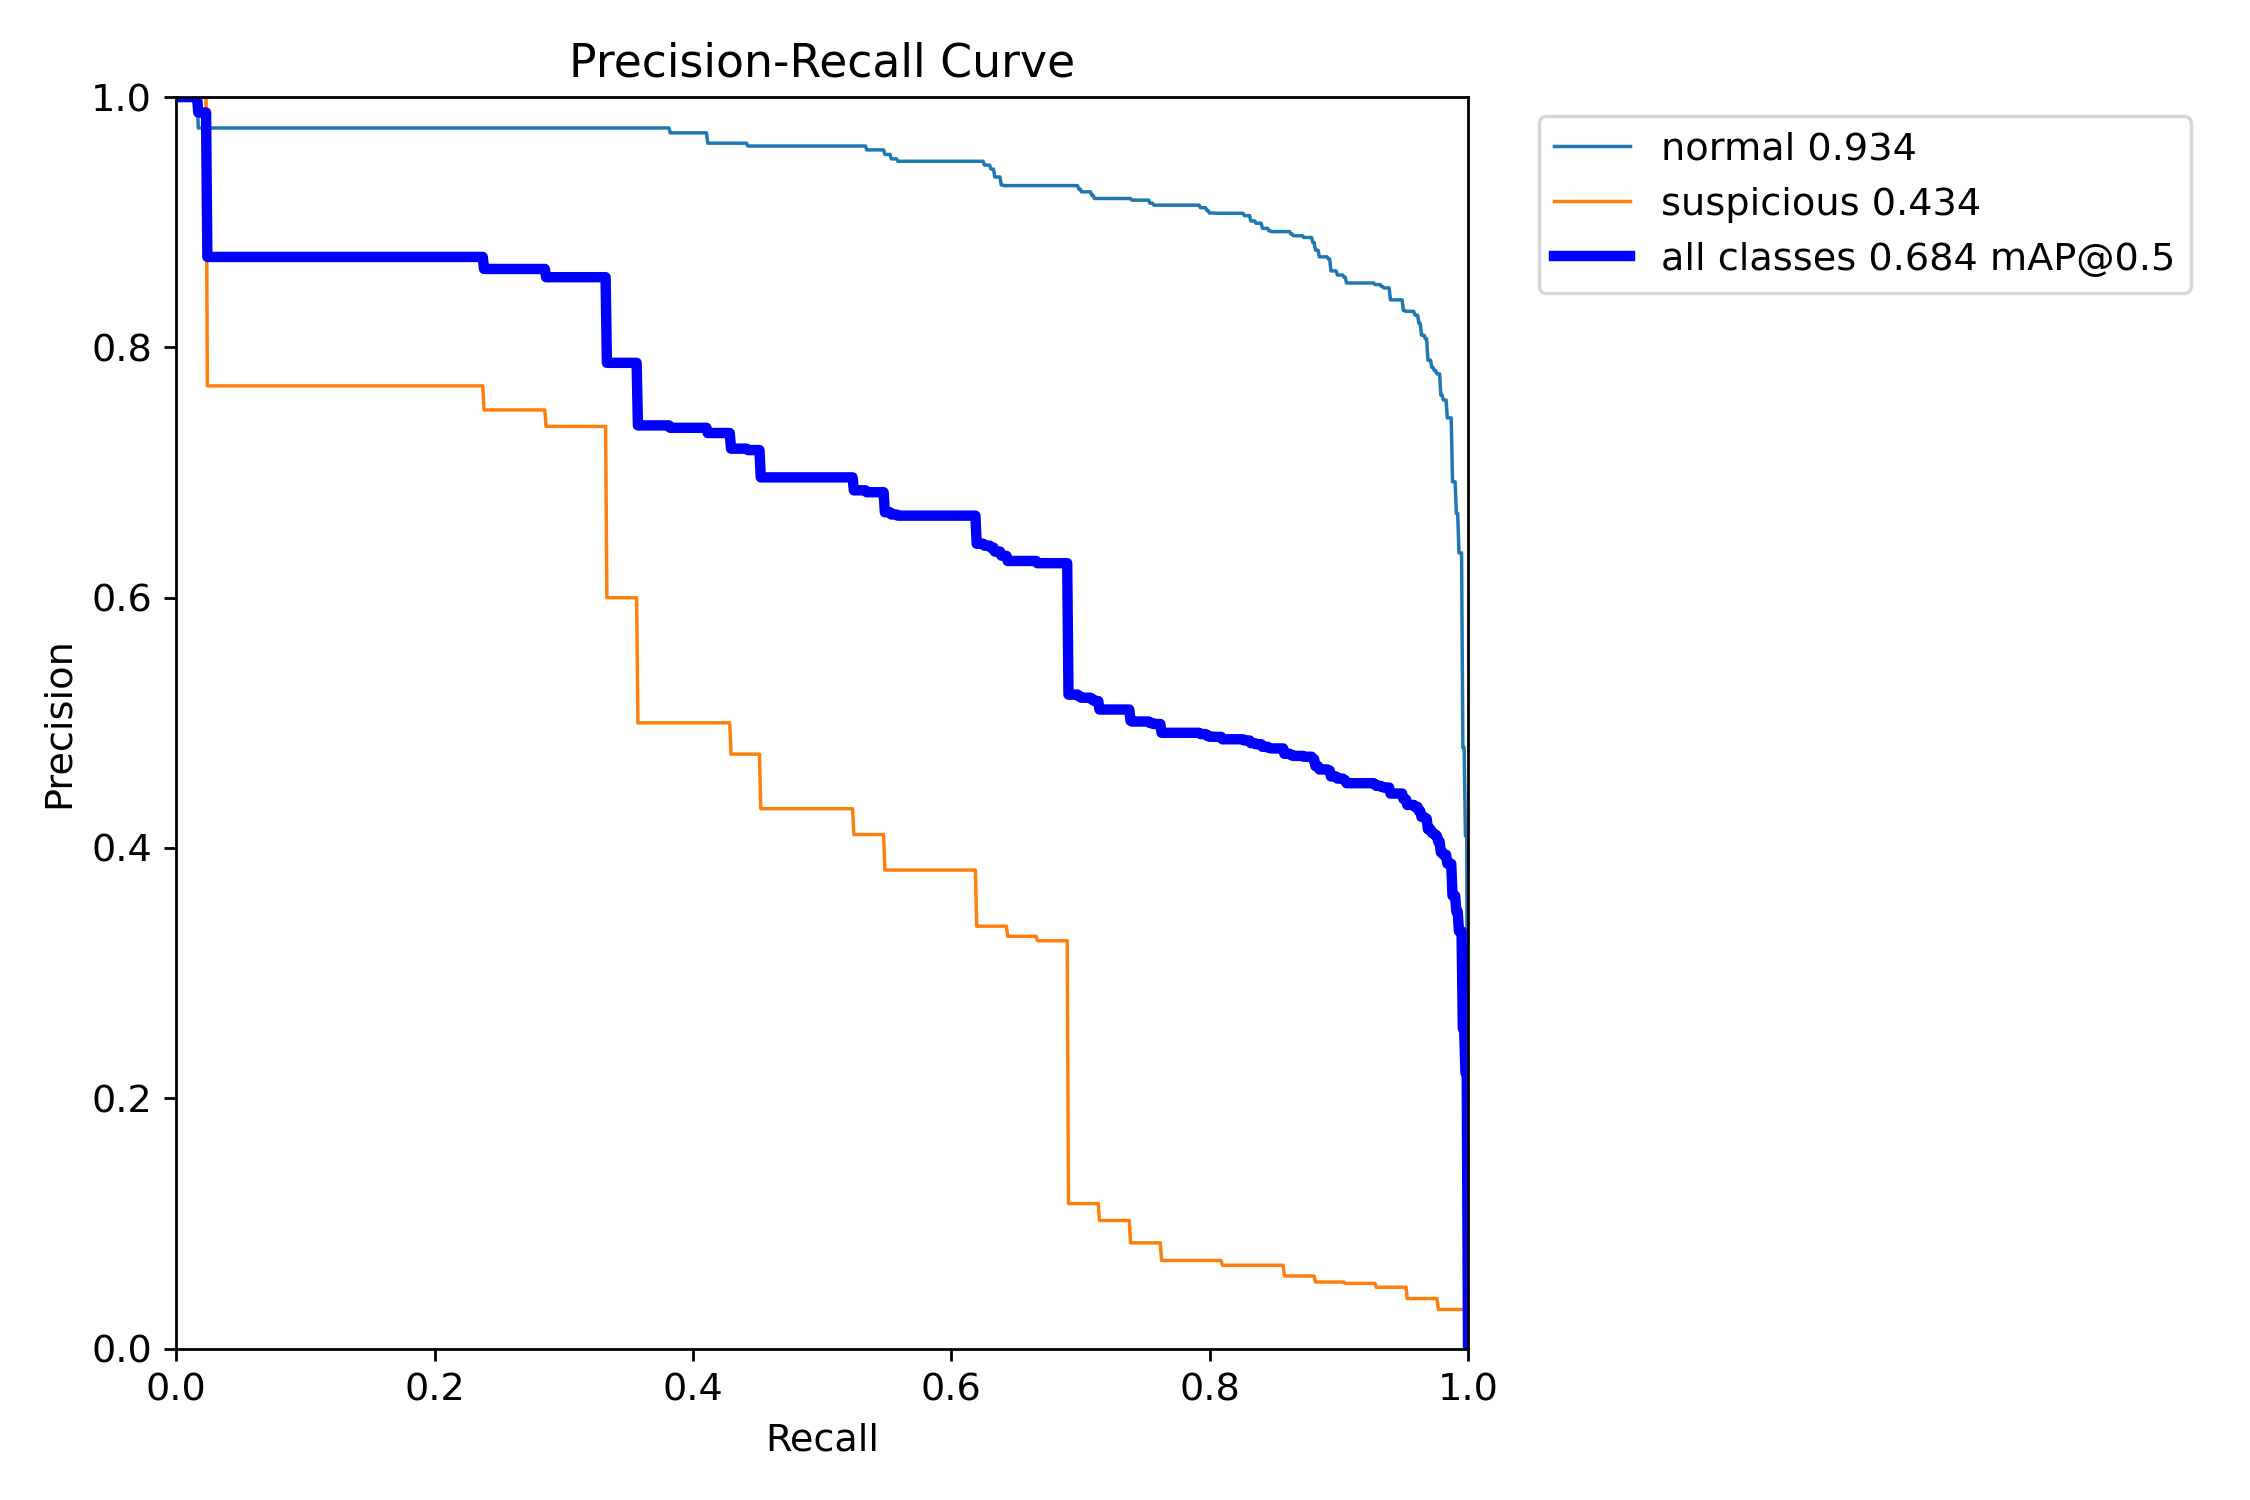 Precision-Recall Curve
1.0
0.8
0.6
0.4
0.2
0.0
Precision
0.0 0.2 0.4 0.6 0.8 1.0
Recall
normal 0.934
suspicious 0.434
all classes 0.684 mAP@0.5